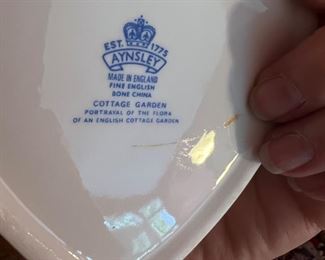 EST. 1775
AYNSLEY
MADE IN ENGLAND
FINE ENGLISH
BONE CHINA
COTTAGE GARDEN
PORTRAYAL OF THE FLORA
OF AN ENGLISH COTTAGE GARDEN